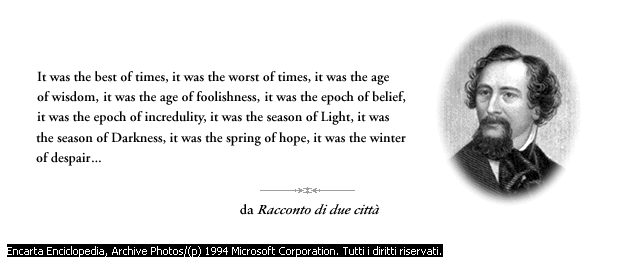 It was the best of times, it was the worst of times, it was the age
of wisdom, it was the age of foolishness, it was the epoch of belief,
it was the epoch of incredulity, it was the season of Light, it was
the season of Darkness, it was the spring of hope, it was the winter
of despair...
da Racconto di due città
Encarta Enciclopedia, Archive Photos/(p) 1994 Microsoft Corporation. Tutti i diritti riservati.